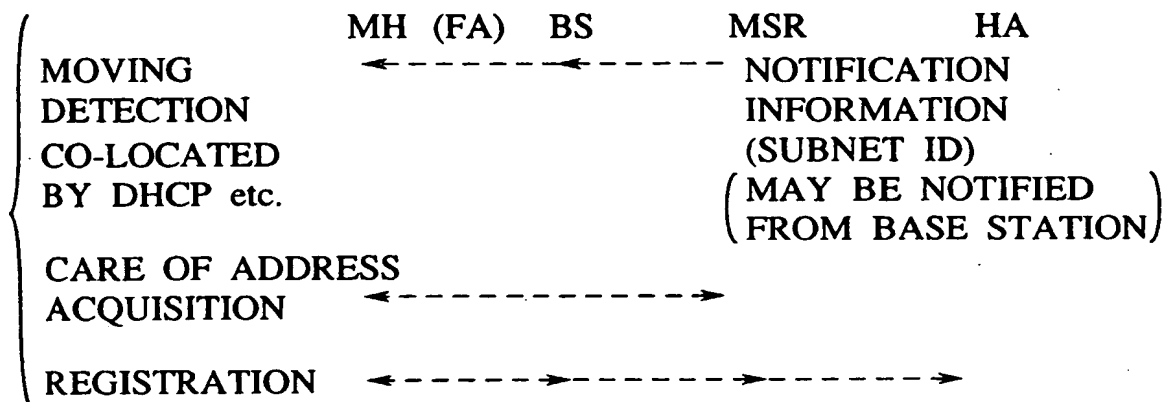 MH (FA) BS MSR HA
MOVING NOTIFICATION
DETECTION INFORMATION
CO-LOCATED (SUBNET ID)
BY DHCP etc. (MAY BE NOTIFIED
FROM BASE STATION)
CARE OF ADDRESS
ACQUISITION
REGISTRATION